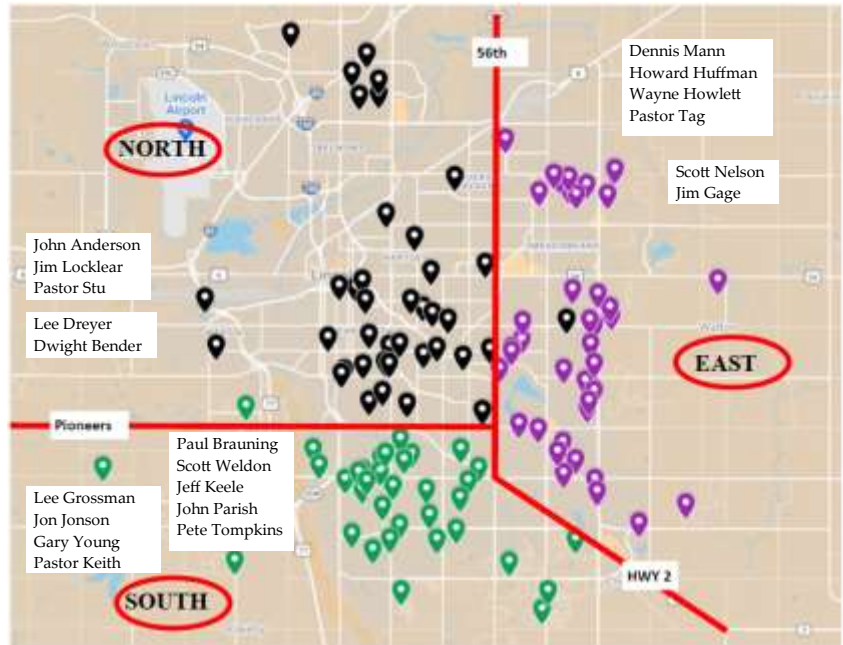 56th
Dennis Mann
Howard Huffman
Wayne Howlett
Pastor Tag
Lincoln
Airport
NORTH
Scott Nelson
Jim Gage
John Anderson
Jim Locklear
Pastor Stu
Lee Dreyer
Dwight Bender
EAST
Pioneers
Paul Brauning
Scott Weldon
Jeff Keele
John Parish
Pete Tompkins
Lee Grossman
Jon Jonson
Gary Young
Pastor Keith
HWY 2
SOUTH